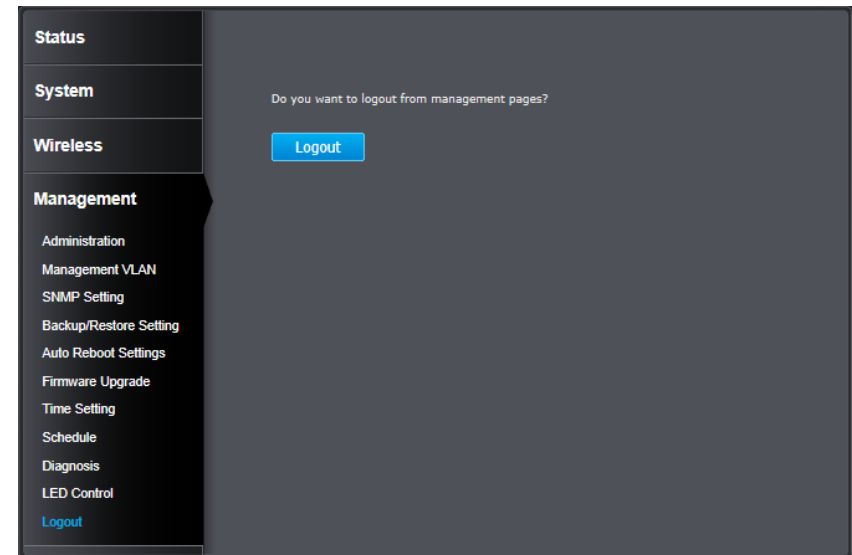 Status
System
Wireless
Management
Administration
Management VLAN
SNMP Setting
Backup/Restore Setting
Auto Reboot Settings
Firmware Upgrade
Time Setting
Schedule
Diagnosis
LED Control
Logout
Do you want to logout from management pages?
Logout